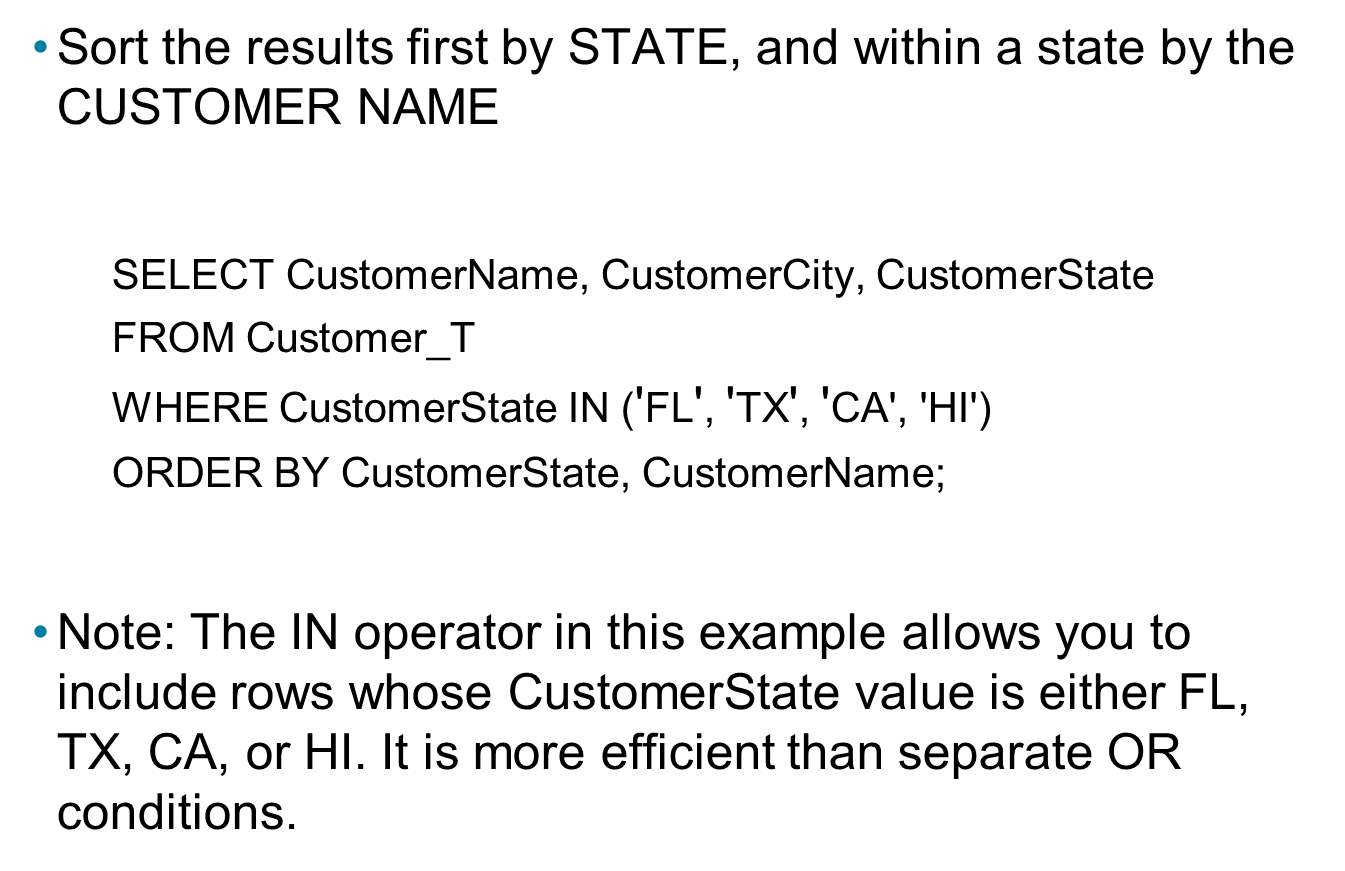 • Sort the results first by STATE, and within a state by the
CUSTOMER NAME
SELECT CustomerName, CustomerCity, CustomerState
FROM Customer_T
WHERE CustomerState IN ('FL', 'TX', 'CA', 'HI')
ORDER BY CustomerState, CustomerName;
• Note: The IN operator in this example allows you to
include rows whose CustomerState value is either FL,
TX, CA, or HI. It is more efficient than separate OR
conditions.